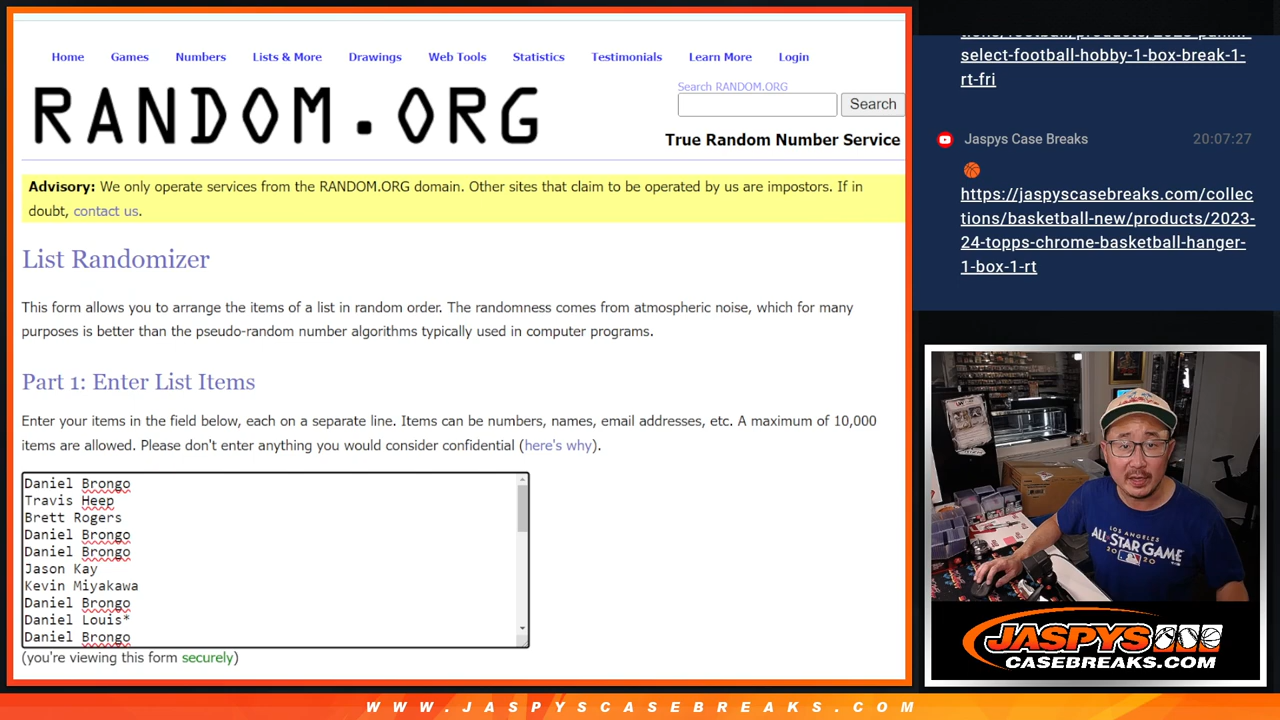 Home Games Numbers Lists & More Drawings Web Tools Statistics Testimonials Learn More Login
RANDOM.ORG
Search RANDOM.ORG
Search
True Random Number Service
Advisory: We only operate services from the RANDOM.ORG domain. Other sites that claim to be operated by us are impostors. If in
doubt, contact us.
List Randomizer
This form allows you to arrange the items of a list in random order. The randomness comes from atmospheric noise, which for many
purposes is better than the pseudo-random number algorithms typically used in computer programs.
Part 1: Enter List Items
Enter your items in the field below, each on a separate line. Items can be numbers, names, email addresses, etc. A maximum of 10,000
items are allowed. Please don't enter anything you would consider confidential (here's why).
Daniel Brongo
Travis Heep
Brett Rogers
Daniel Brongo
Daniel Brongo
Jason Kay
Kevin Miyakawa
Daniel Brongo
Daniel Louis*
Daniel Brongo
(you're viewing this form securely)
select-football-hobby-1-box-break-1-
rt-fri
Jaspys Case Breaks 20:07:27
https://jaspyscasebreaks.com/collec
tions/basketball-new/products/2023-
24-topps-chrome-basketball-hanger-
1-box-1-rt
LOS ANGELES
ALL-STAR GAME
2020
JASPYS
CASEBREAKS.COM
WWW.JASPYSCASEBREAKS.COM